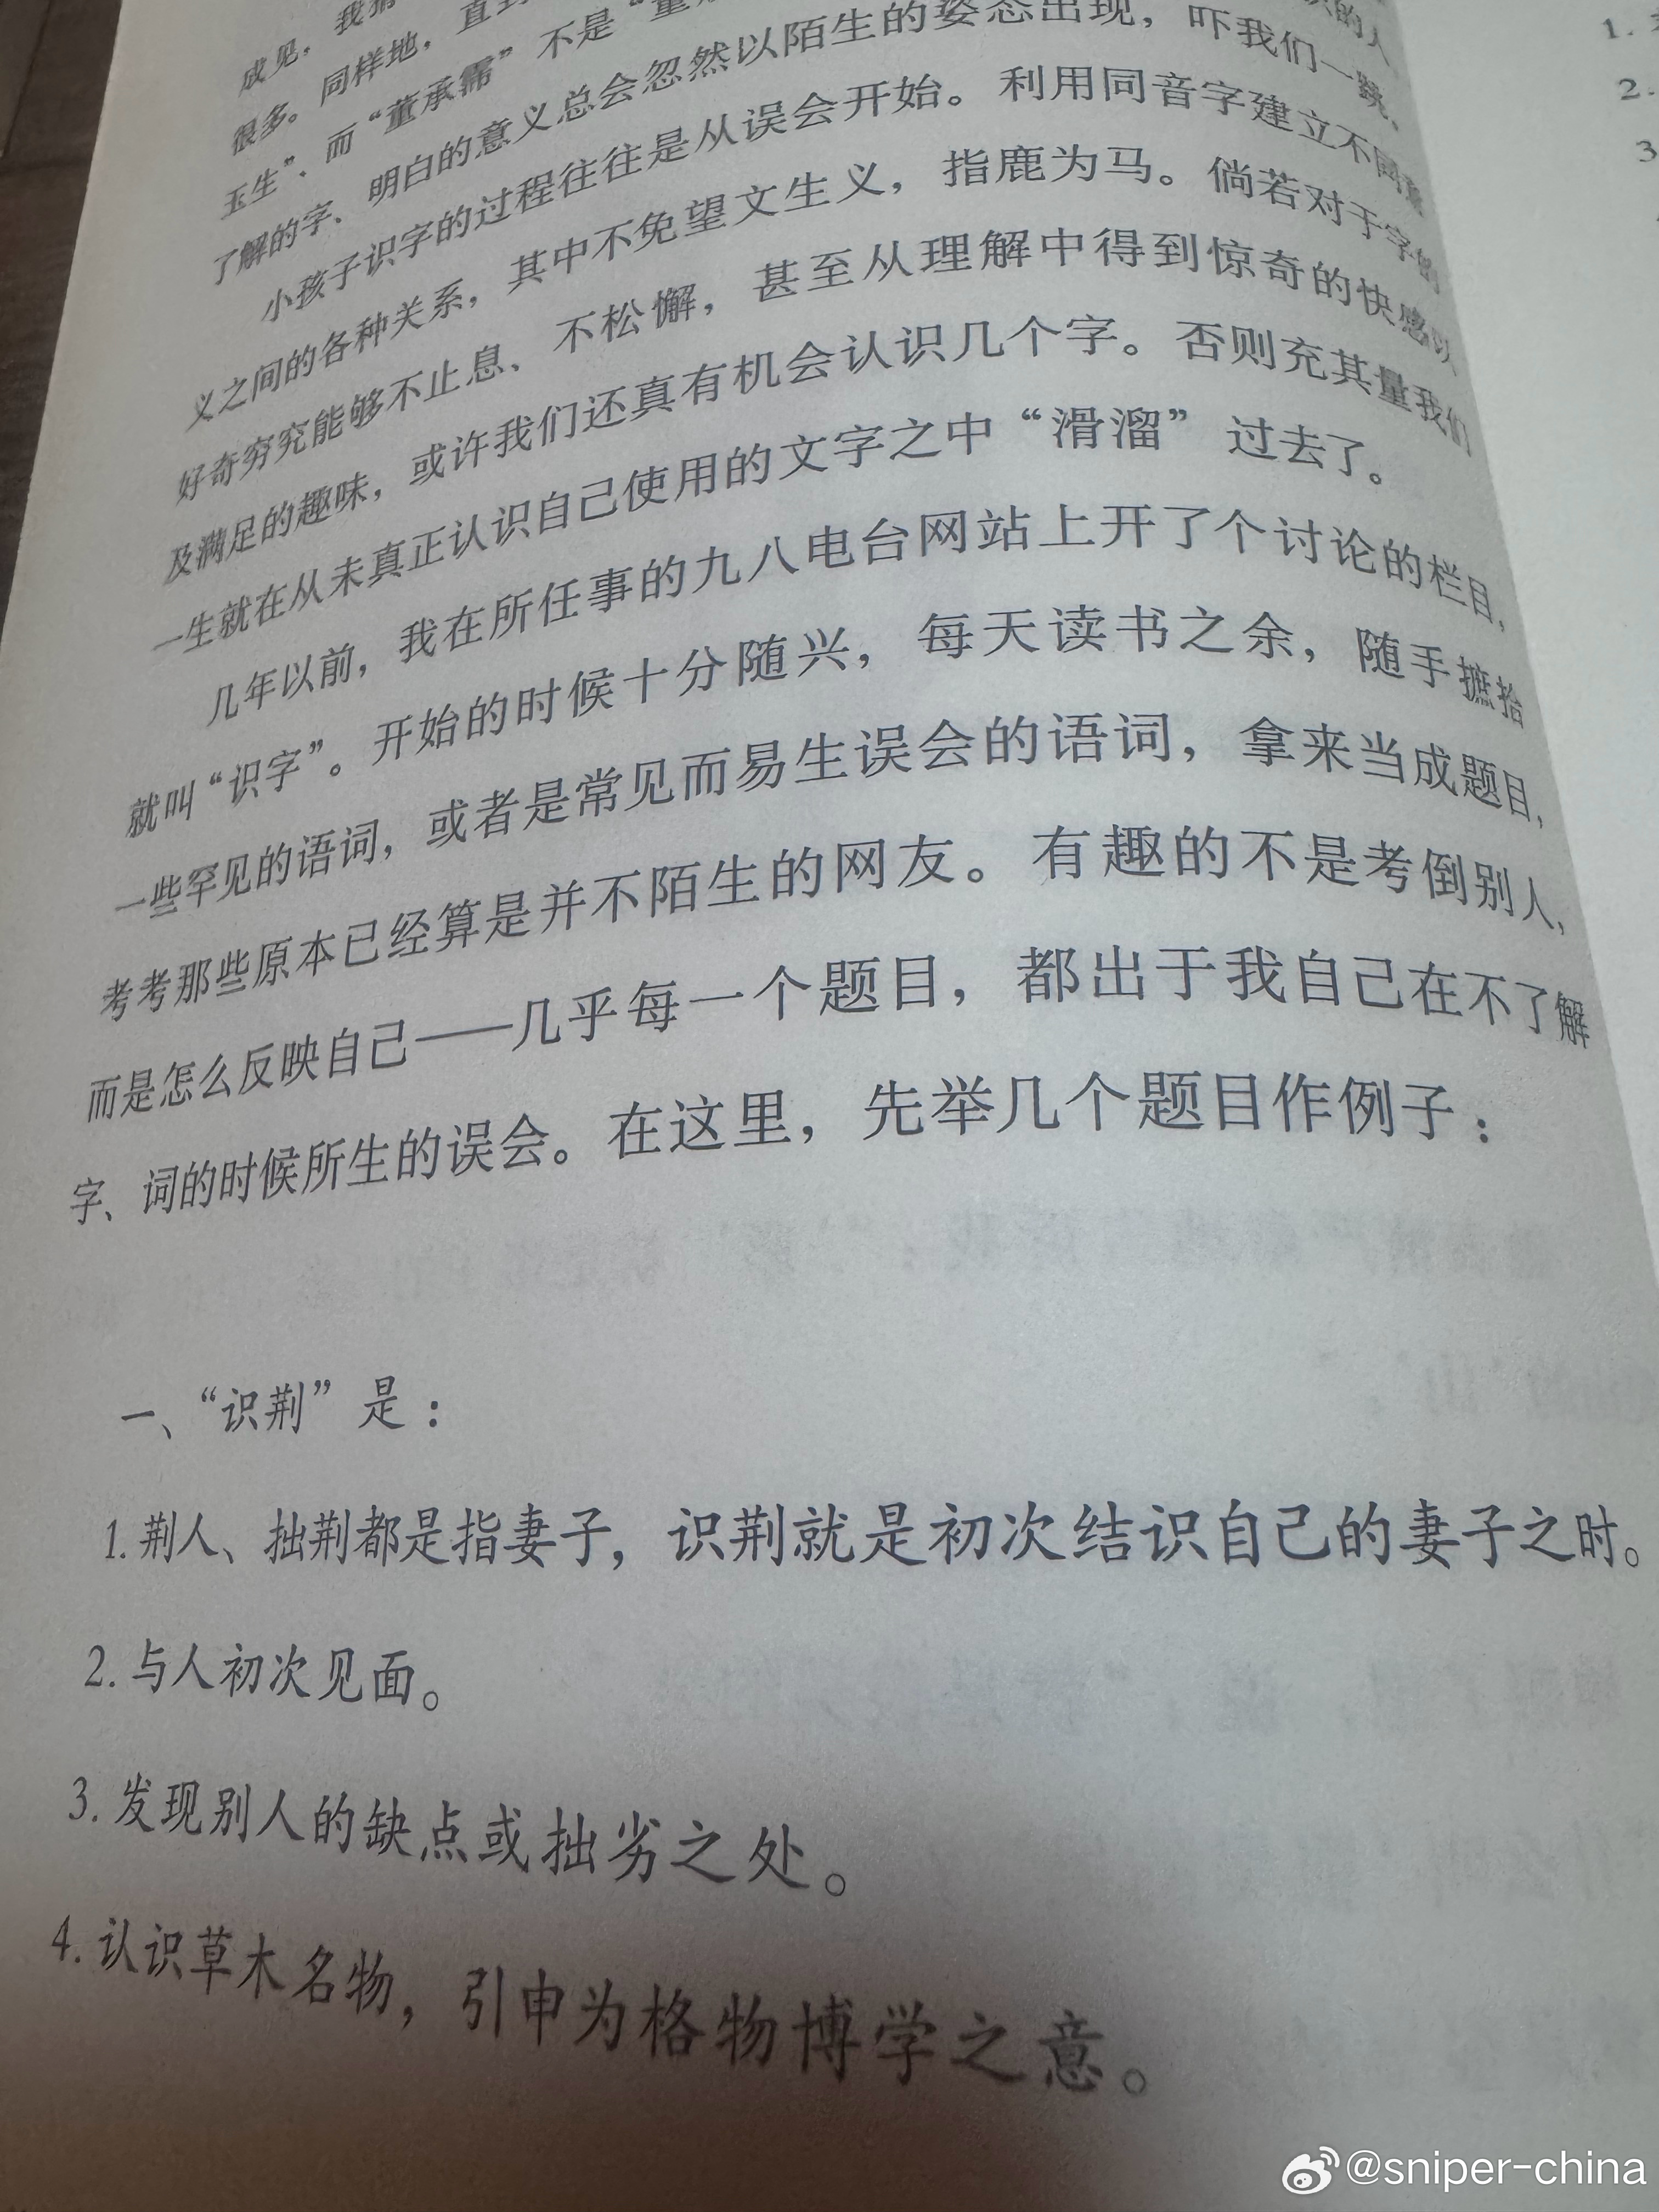 成见，我猜
很多。同样地，直到
玉生”、而“董承需”不是“董
了解的字、明白的意义总会忽然以陌生的姿态出现，吓我们一跳。
小孩子识字的过程往往是从误会开始。利用同音字建立不同
义之间的各种关系，其中不免望文生义，指鹿为马。倘若对于字的
好奇穷究能够不止息、不松懈，甚至从理解中得到惊奇的快感以
及满足的趣味，或许我们还真有机会认识几个字。否则充其量我们
一生就在从未真正认识自己使用的文字之中“滑溜”过去了。
几年以前，我在所任事的九八电台网站上开了个讨论的栏目，
就叫“识字”。开始的时候十分随兴，每天读书之余，随手摭拾
一些罕见的语词，或者是常见而易生误会的语词，拿来当成题目，
考考那些原本已经算是并不陌生的网友。有趣的不是考倒别人，
而是怎么反映自己——几乎每一个题目，都出于我自己在不了解
字、词的时候所生的误会。在这里，先举几个题目作例子：
一、“识荆”是：
1.荆人、拙荆都是指妻子，识荆就是初次结识自己的妻子之时。
2.与人初次见面。
3.发现别人的缺点或拙劣之处。
4.认识草木名物，引申为格物博学之意。
1.
2.
3
@sniper-china